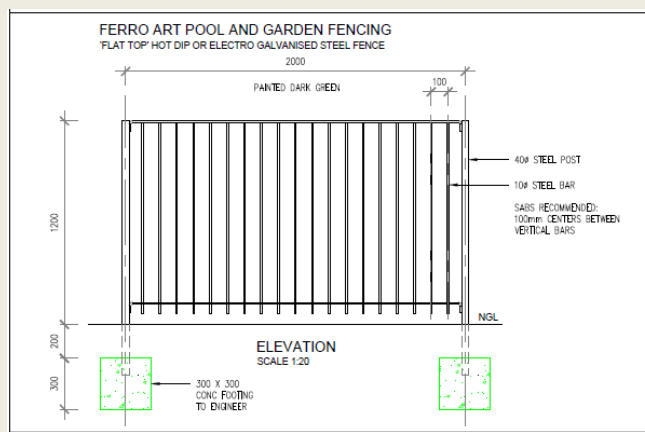 FERRO ART POOL AND GARDEN FENCING
'FLAT TOP' HOT DIP OR ELECTRO GALVANISED STEEL FENCE
2000
PAINTED DARK GREEN
100
40ø STEEL POST
10ø STEEL BAR
SABS RECOMMENDED:
100mm CENTERS BETWEEN
VERTICAL BARS
1200
NGL
200
ELEVATION
SCALE 1:20
300
300 X 300
CONC FOOTING
TO ENGINEER